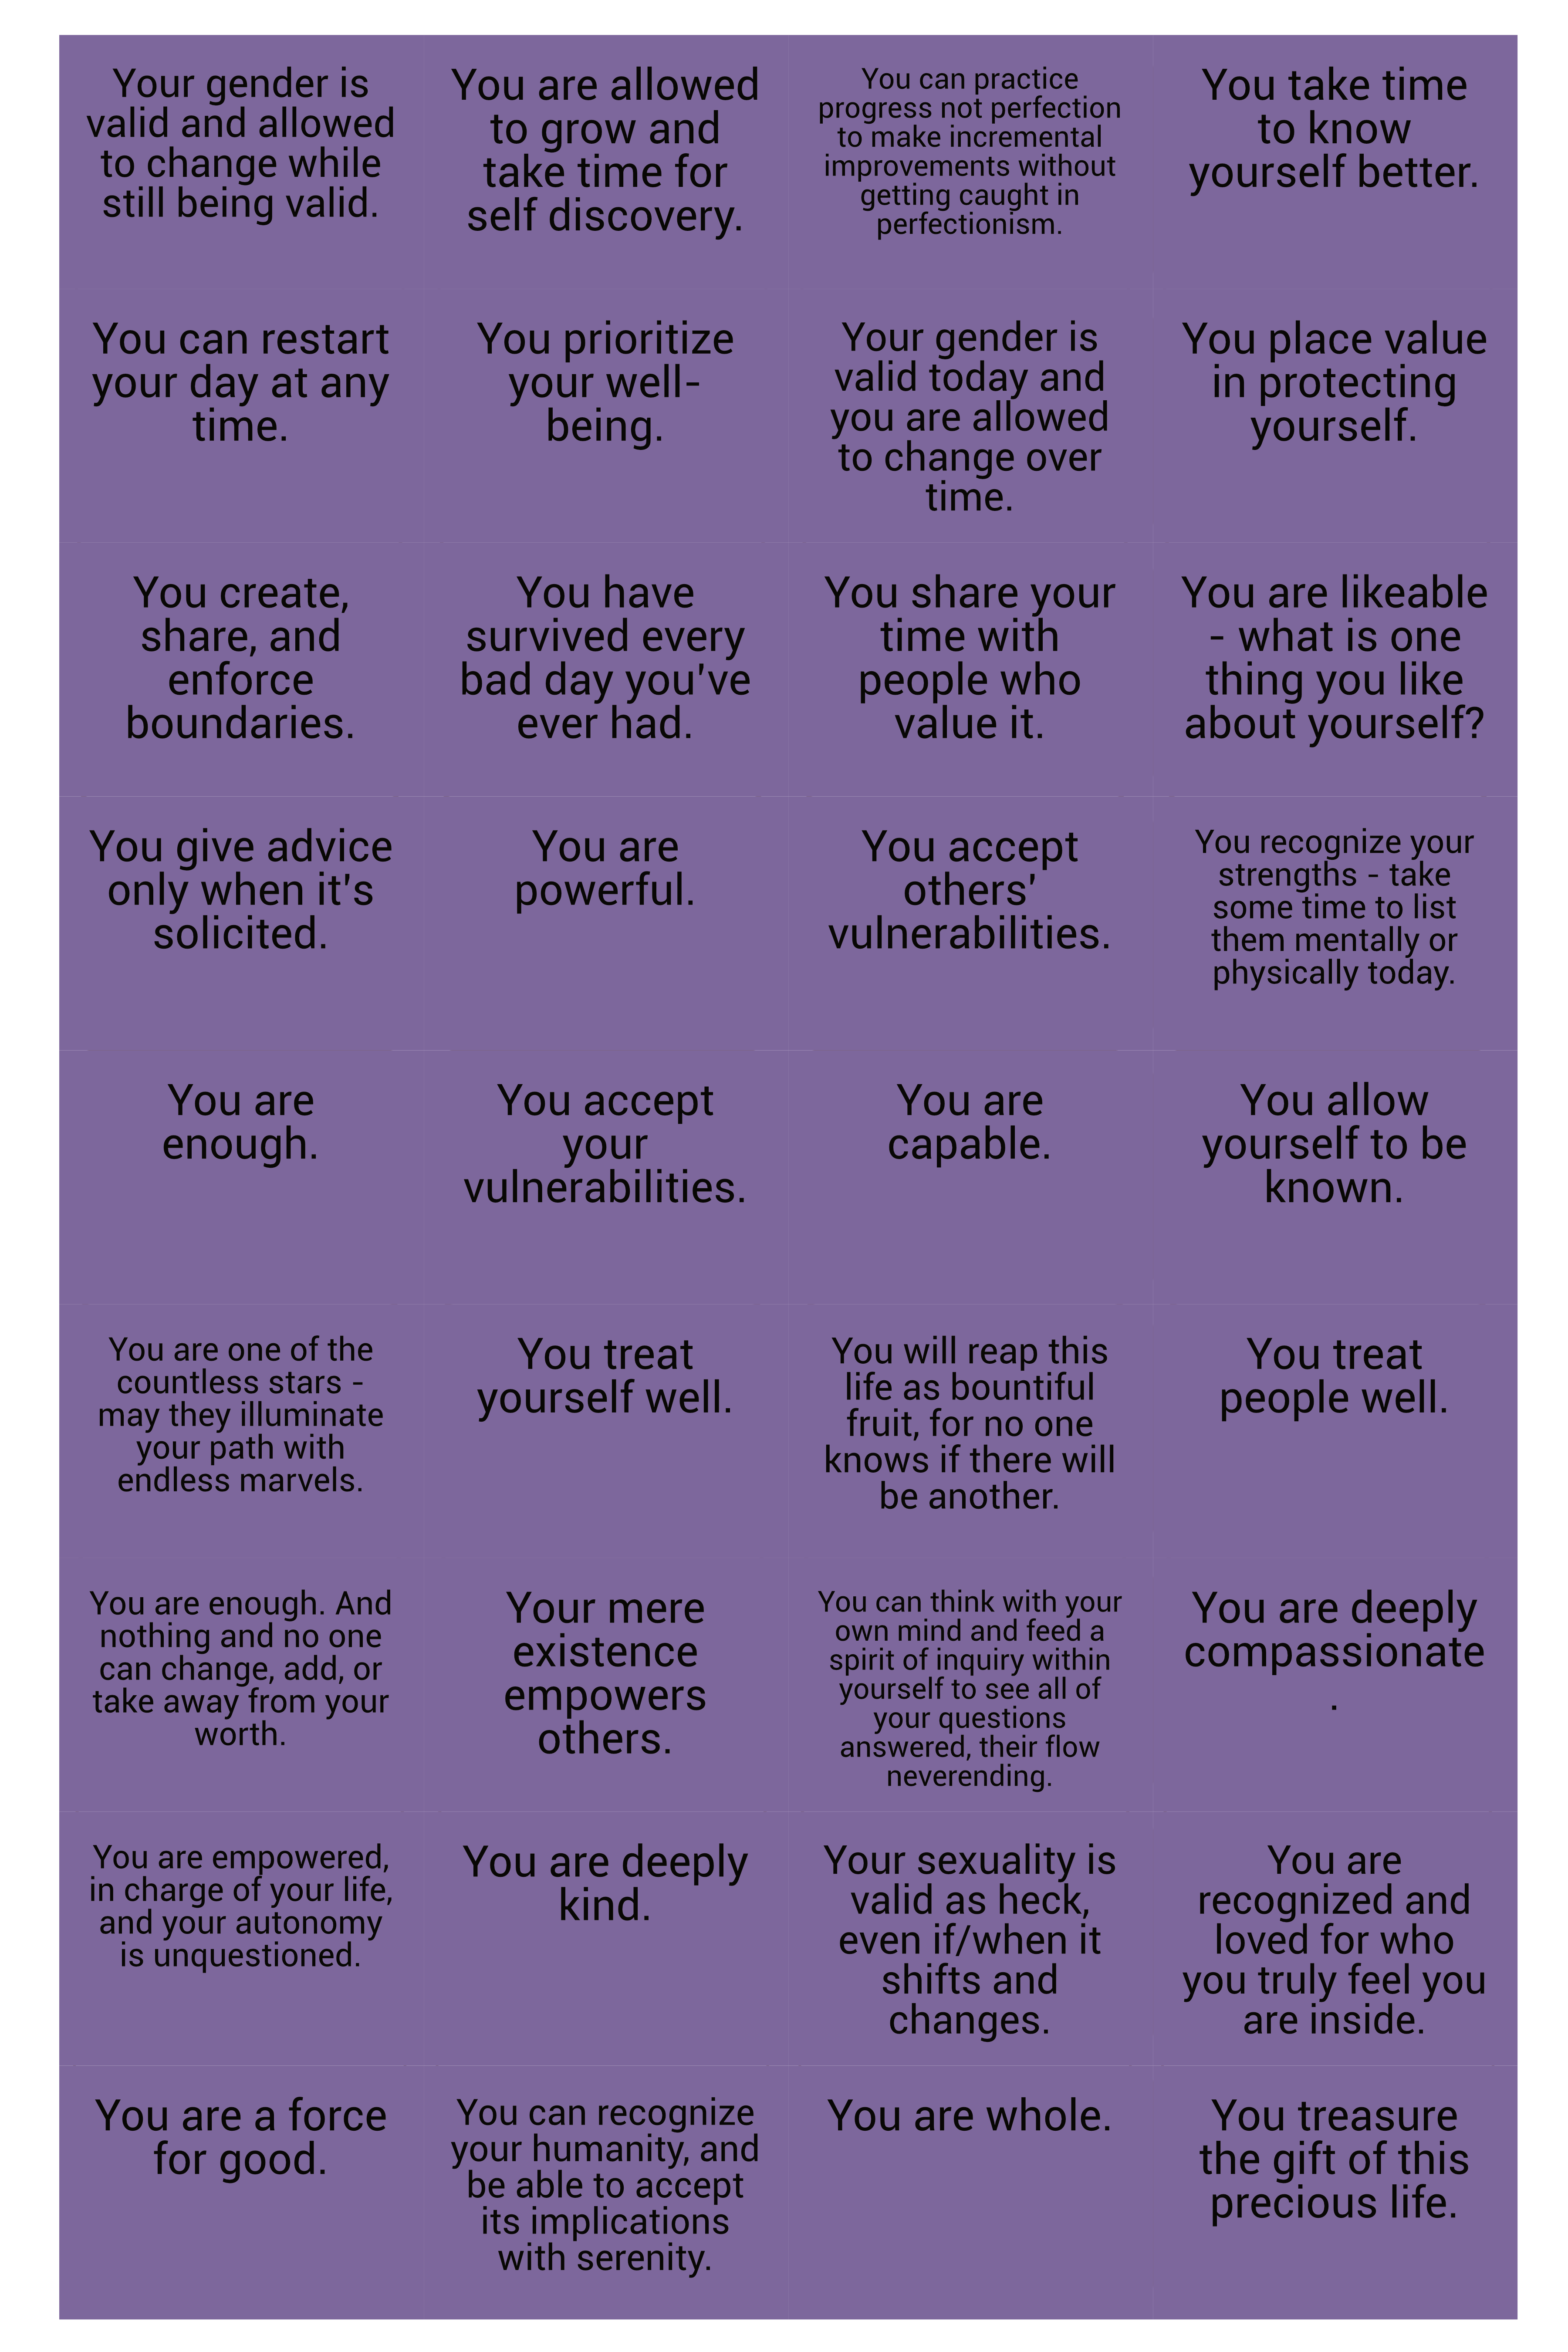 Your gender is
valid and allowed
to change while
still being valid.
You are allowed
to grow and
take time for
self discovery.
You can practice
progress not perfection
to make incremental
improvements without
getting caught in
perfectionism.
You take time
to know
yourself better.
You can restart
your day at any
time.
You prioritize
your well-
being.
Your gender is
valid today and
you are allowed
to change over
time.
You place value
in protecting
yourself.
You create,
share, and
enforce
boundaries.
You have
survived every
bad day you've
ever had.
You share your
time with
people who
value it.
You are likeable
- what is one
thing you like
about yourself?
You give advice
only when it's
solicited.
You are
powerful.
You accept
others'
vulnerabilities.
You recognize your
strengths - take
some time to list
them mentally or
physically today.
You are
enough.
You accept
your
vulnerabilities.
You are
capable.
You allow
yourself to be
known.
You are one of the
countless stars -
may they illuminate
your path with
endless marvels.
You treat
yourself well.
You will reap this
life as bountiful
fruit, for no one
knows if there will
be another.
You treat
people well.
You are enough. And
nothing and no one
can change, add, or
take away from your
worth.
Your mere
existence
empowers
others.
You can think with your
own mind and feed a
spirit of inquiry within
yourself to see all of
your questions
answered, their flow
neverending.
You are deeply
compassionate
.
You are empowered,
in charge of your life,
and your autonomy
is unquestioned.
You are deeply
kind.
Your sexuality is
valid as heck,
even if/when it
shifts and
changes.
You are
recognized and
loved for who
you truly feel you
are inside.
You are a force
for good.
You can recognize
your humanity, and
be able to accept
its implications
with serenity.
You are whole.
You treasure
the gift of this
precious life.